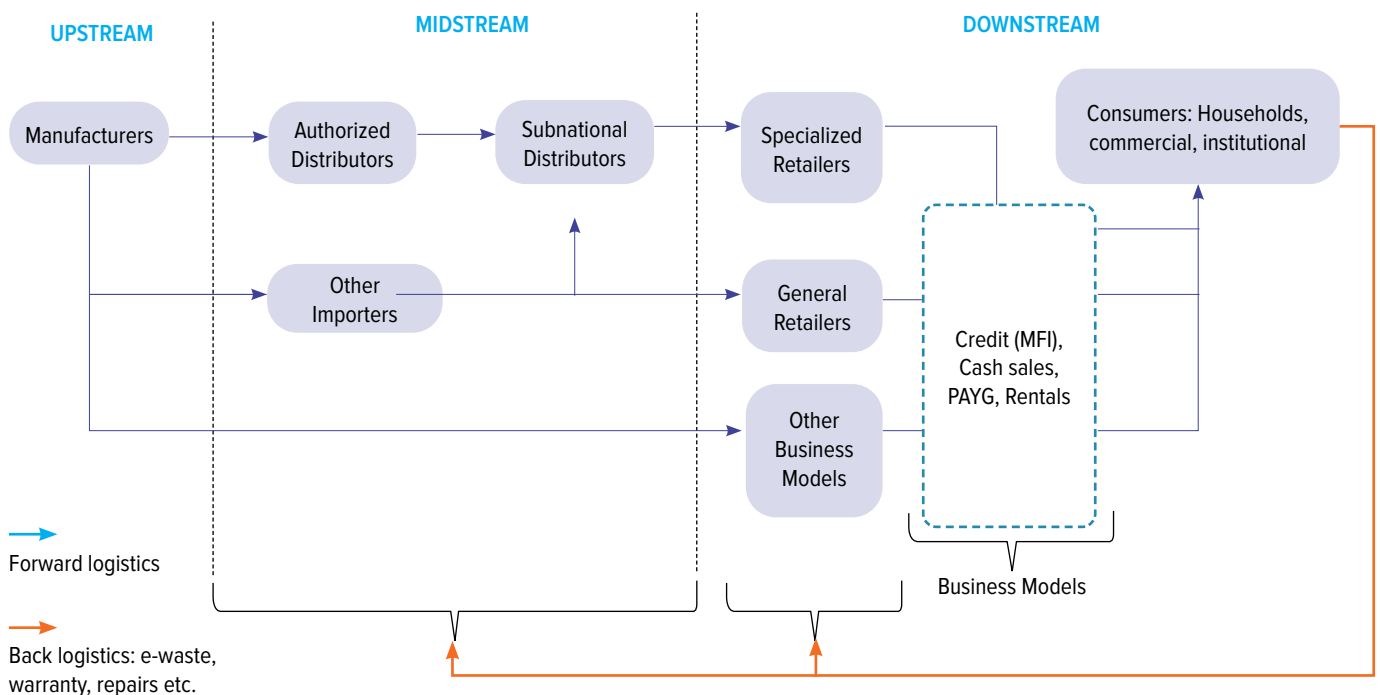 UPSTREAM
MIDSTREAM
DOWNSTREAM
Manufacturers
Authorized
Distributors
Subnational
Distributors
Specialized
Retailers
Consumers: Households,
commercial, institutional
Other
Importers
General
Retailers
Credit (MFI),
Cash sales,
PAYG, Rentals
Other
Business
Models
Forward logistics
Business Models
Back logistics: e-waste,
warranty, repairs etc.